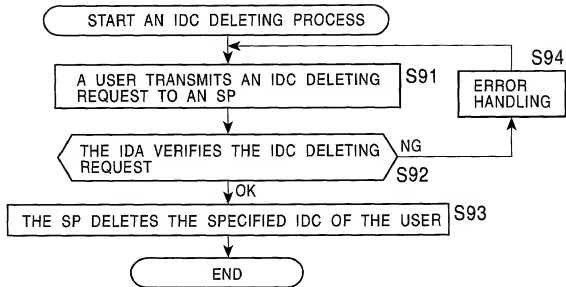 START AN IDC DELETING PROCESS
S94
A USER TRANSMITS AN IDC DELETING
REQUEST TO AN SP
S91
ERROR
HANDLING
THE IDA VERIFIES THE IDC DELETING
REQUEST
NG
S92
OK
THE SP DELETES THE SPECIFIED IDC OF THE USER
S93
END